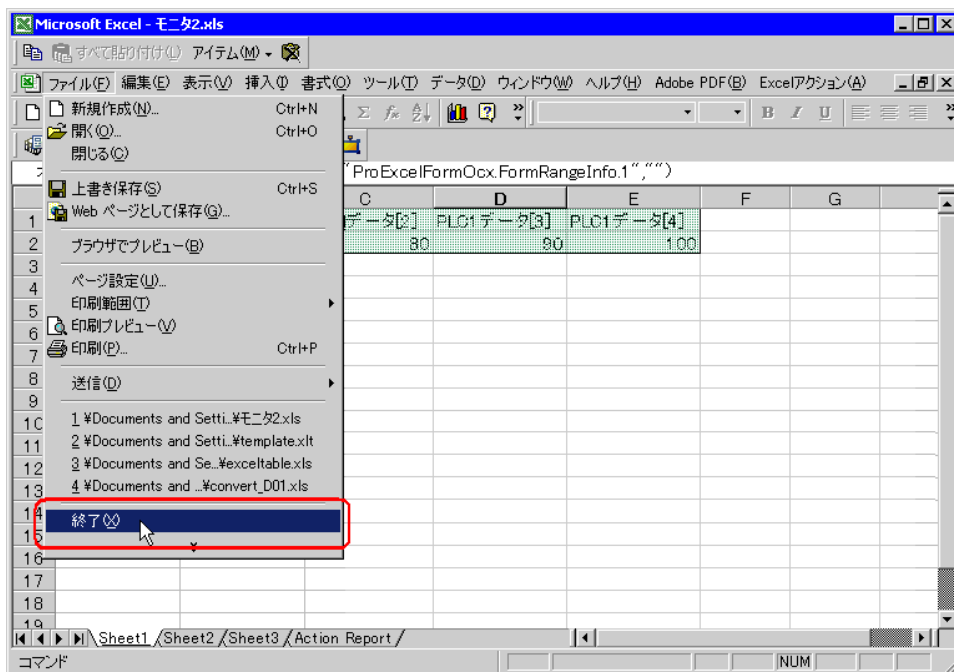 Microsoft Excel - モニタ2.xls
すべて貼り付け(L) アイテム(M)
ファイル(F) 編集(E) 表示(V) 挿入(I) 書式(O) ツール(T) データ(D) ウィンドウ(W) ヘルプ(H) Adobe PDF(B) Excelアクション(A)
新規作成(N)... Ctrl+N
開く(O)... Ctrl+O
閉じる(C)
上書き保存(S) Ctrl+S
Web ページとして保存(G)...
ブラウザでプレビュー(B)
ページ設定(U)...
印刷範囲(T)
印刷プレビュー(V)
印刷(P)... Ctrl+P
送信(D)
1 ¥Documents and Setti...¥モニタ2.xls
2 ¥Documents and Setti...¥template.xlt
3 ¥Documents and Se...¥exceltable.xls
4 ¥Documents and ...¥convert_D01.xls
終了(X)
Σ fx B I U
"ProExcelFormOcx.FormRangeInfo.1","")
C D E F G
1 データ[2] PLC1データ[3] PLC1データ[4]
2 80 90 100
3
4
5
6
7
8
9
10
11
12
13
14
15
16
17
18
19
Sheet1 Sheet2 Sheet3 Action Report
コマンド NUM